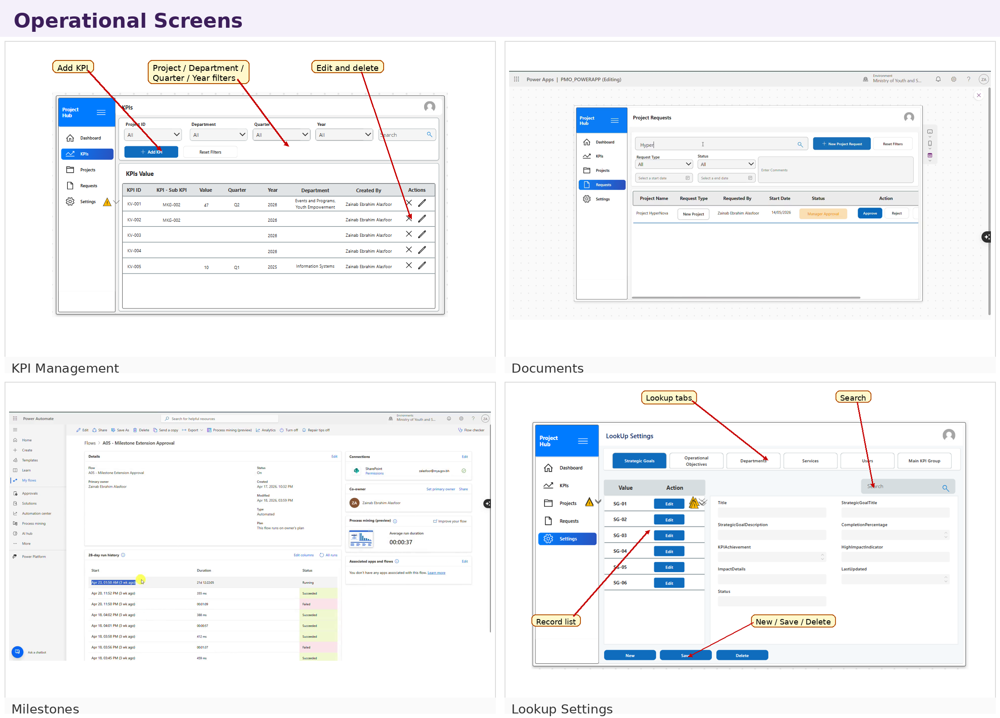 Operational Screens
Add KPI
Project / Department /
Quarter / Year filters
Edit and delete
Project
Hub
KPIs
Project ID
Department
Quarter
Year
All
All
All
All
Search
+ Add KPI
Reset Filters
Dashboard
KPIs
Projects
Requests
Settings
KPIs Value
KPI ID KPI - Sub KPI Value Quarter Year Department Created By Actions
KV-001 MKG-002 47 Q2 2026 Events and Programs, Youth Empowerment Zainab Ebrahim Alasfoor
KV-002 MKG-002 2026 Zainab Ebrahim Alasfoor
KV-003 2026 Zainab Ebrahim Alasfoor
KV-004 2026 Zainab Ebrahim Alasfoor
KV-005 10 Q1 2025 Information Systems Zainab Ebrahim Alasfoor
KPI Management
Power Apps | PMO_POWERAPP (Editing)
Environment
Ministry of Youth and S...
ZA
Project
Hub
Project Requests
Dashboard
KPIs
Projects
Requests
Settings
Hyper
+ New Project Request
Reset Filters
Request Type
Status
All
All
Select a start date
Select a end date
Enter Comments
Project Name Request Type Requested By Start Date Status Action
Project HyperNova New Project Zainab Ebrahim Alasfoor 14/05/2026 Manager Approval Approve Reject
Documents
Power Automate
Search for helpful resources
Environments
Ministry of Youth and S...
ZA
Edit Share Save As Delete Send a copy Export Process mining (preview) Analytics Turn off Repair tips off Flow checker
Home
Create
Templates
Learn
My flows
Approvals
Solutions
Automation center
Process mining
AI hub
More
Power Platform
Ask a chatbot
Flows > A05 - Milestone Extension Approval
Details
Edit
Flow
A05 - Milestone Extension Approval
Primary owner
Zainab Ebrahim Alasfoor
Status
On
Created
Apr 17, 2026, 10:32 PM
Modified
Apr 18, 2026, 03:59 PM
Type
Automated
Plan
This flow runs on owner's plan
28-day run history
Edit columns
All runs
Start Duration Status
Apr 23, 01:50 AM (3 wk ago) 21d 12:22:05 Running
Apr 20, 11:52 PM (3 wk ago) 355 ms Succeeded
Apr 20, 11:50 PM (3 wk ago) 00:01:09 Failed
Apr 18, 04:02 PM (3 wk ago) 388 ms Succeeded
Apr 18, 04:01 PM (3 wk ago) 00:00:57 Succeeded
Apr 18, 03:58 PM (3 wk ago) 412 ms Succeeded
Apr 18, 03:56 PM (3 wk ago) 00:01:37 Failed
Apr 18, 03:45 PM (3 wk ago) 459 ms Succeeded
Connections
Edit
SharePoint
Permissions
zalasfoor@mya.gov.bh
Co-owner
Set primary owner
Share
ZA
Zainab Ebrahim Alasfoor
Process mining (preview)
Improve your flow
Average run duration
00:00:37
Associated apps and flows
Edit
You don't have any apps associated with this flow. Learn more
Milestones
Lookup tabs
Search
Project
Hub
LookUp Settings
Dashboard
KPIs
Projects
Requests
Settings
Strategic Goals
Operational
Objectives
Departments
Services
Users
Main KPI Group
Search
Value Action
SG-01 Edit
SG-02 Edit
SG-03 Edit
SG-04 Edit
SG-05 Edit
SG-06 Edit
Title
StrategicGoalTitle
StrategicGoalDescription
CompletionPercentage
KPIAchievement
HighImpactIndicator
ImpactDetails
LastUpdated
Status
Record list
New / Save / Delete
New
Save
Delete
Lookup Settings